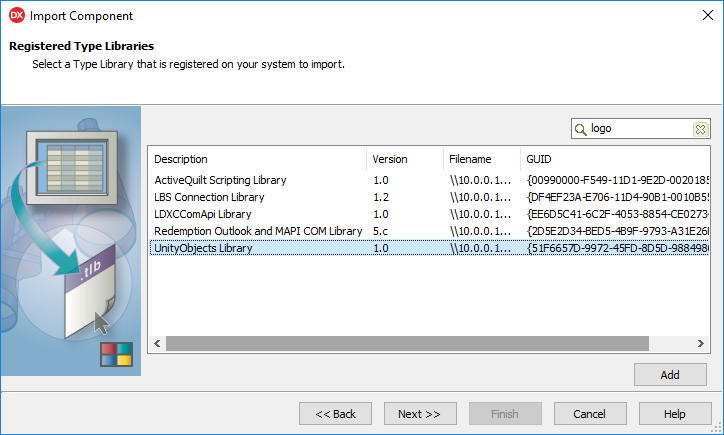 DX Import Component
Registered Type Libraries
Select a Type Library that is registered on your system to import.
logo
Description Version Filename GUID
ActiveQuilt Scripting Library 1.0 \\10.0.0.1... {00990000-F549-11D1-9E2D-0020185
LBS Connection Library 1.2 \\10.0.0.1... {DF4EF23A-E706-11D4-90B1-0010B55
LDXCComApi Library 1.0 \\10.0.0.1... {EE6D5C41-6C2F-4053-8854-CE0273
Redemption Outlook and MAPI COM Library 5.c \\10.0.0.1... {2D5E2D34-BED5-4B9F-9793-A31E26
UnityObjects Library 1.0 \\10.0.0.1... {51F6657D-9972-45FD-8D5D-988498
.tlb
Add
<< Back Next >> Finish Cancel Help